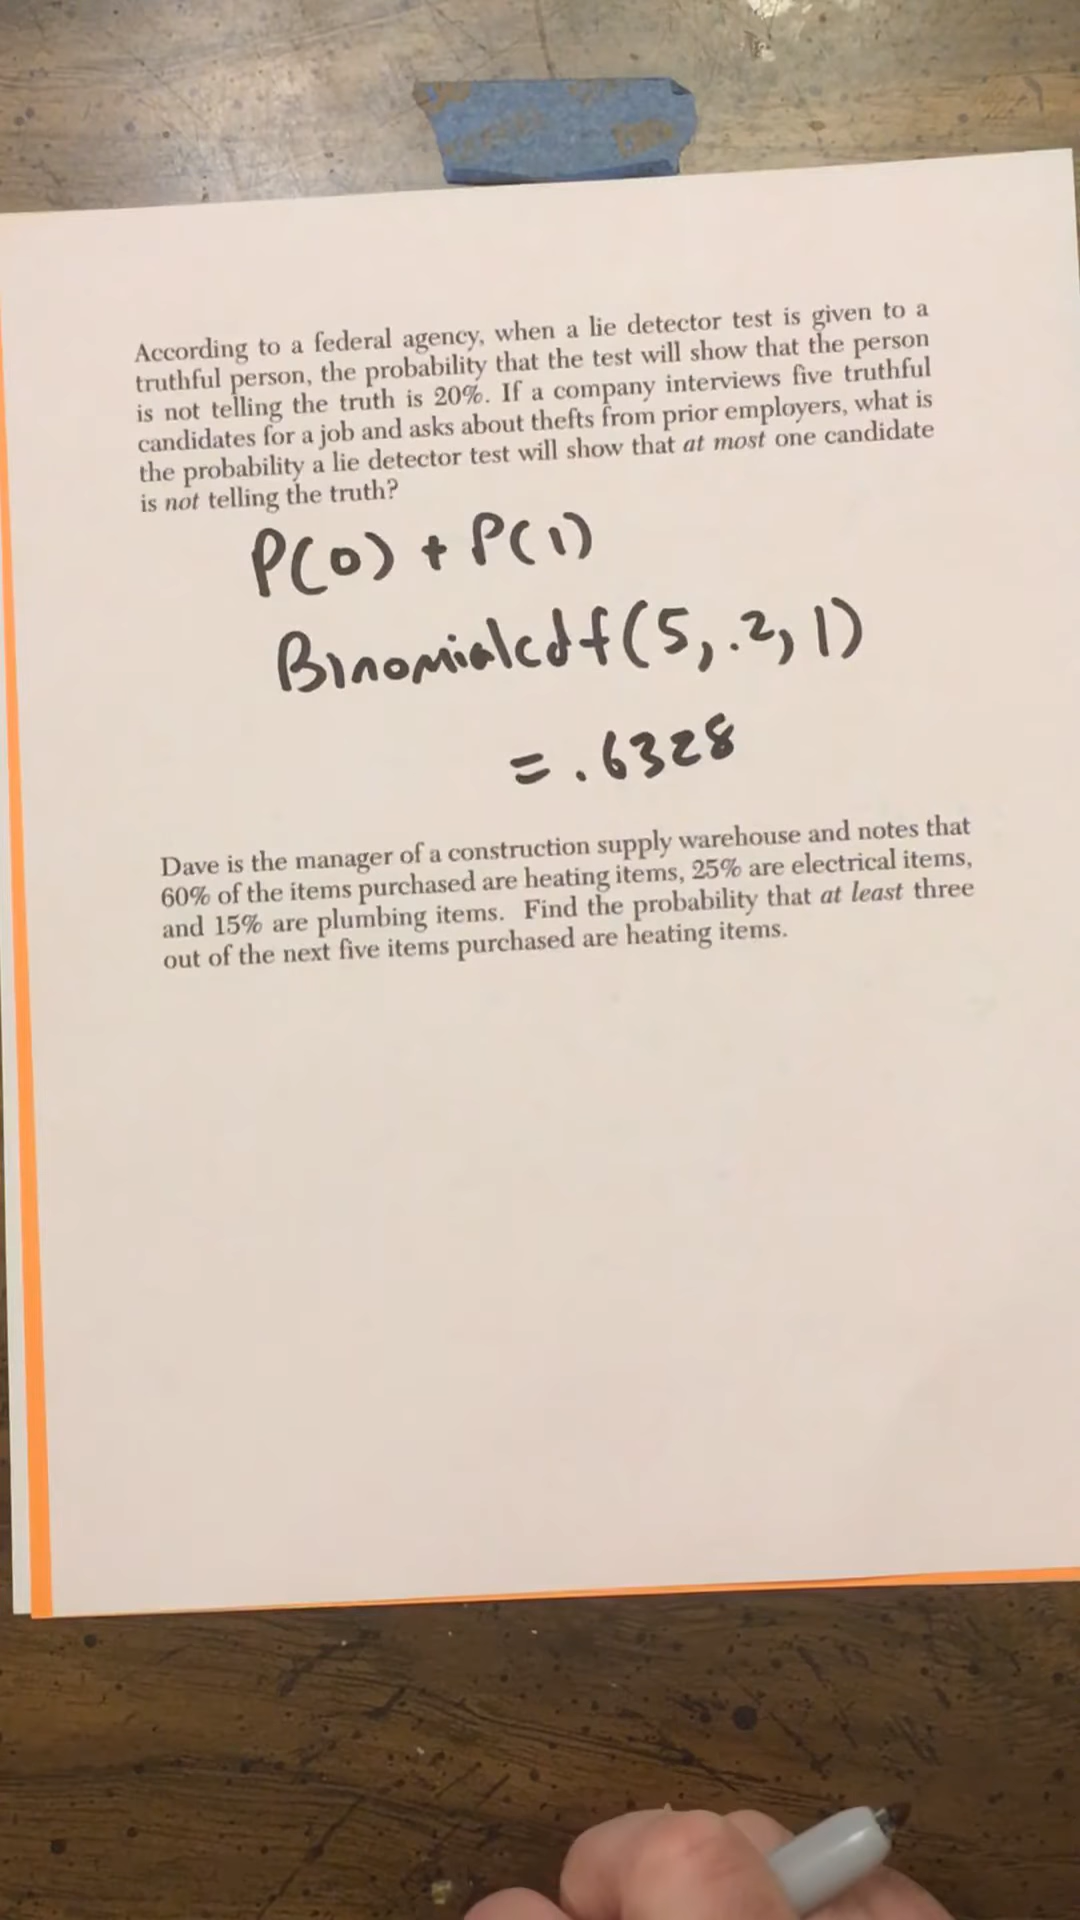 According to a federal agency, when a lie detector test is given to a
truthful person, the probability that the test will show that the person
is not telling the truth is 20%. If a company interviews five truthful
candidates for a job and asks about thefts from prior employers, what is
the probability a lie detector test will show that at most one candidate
is not telling the truth?
P(0) + P(1)
Binomialcdf(5, .2, 1)
= .6328
Dave is the manager of a construction supply warehouse and notes that
60% of the items purchased are heating items, 25% are electrical items,
and 15% are plumbing items. Find the probability that at least three
out of the next five items purchased are heating items.